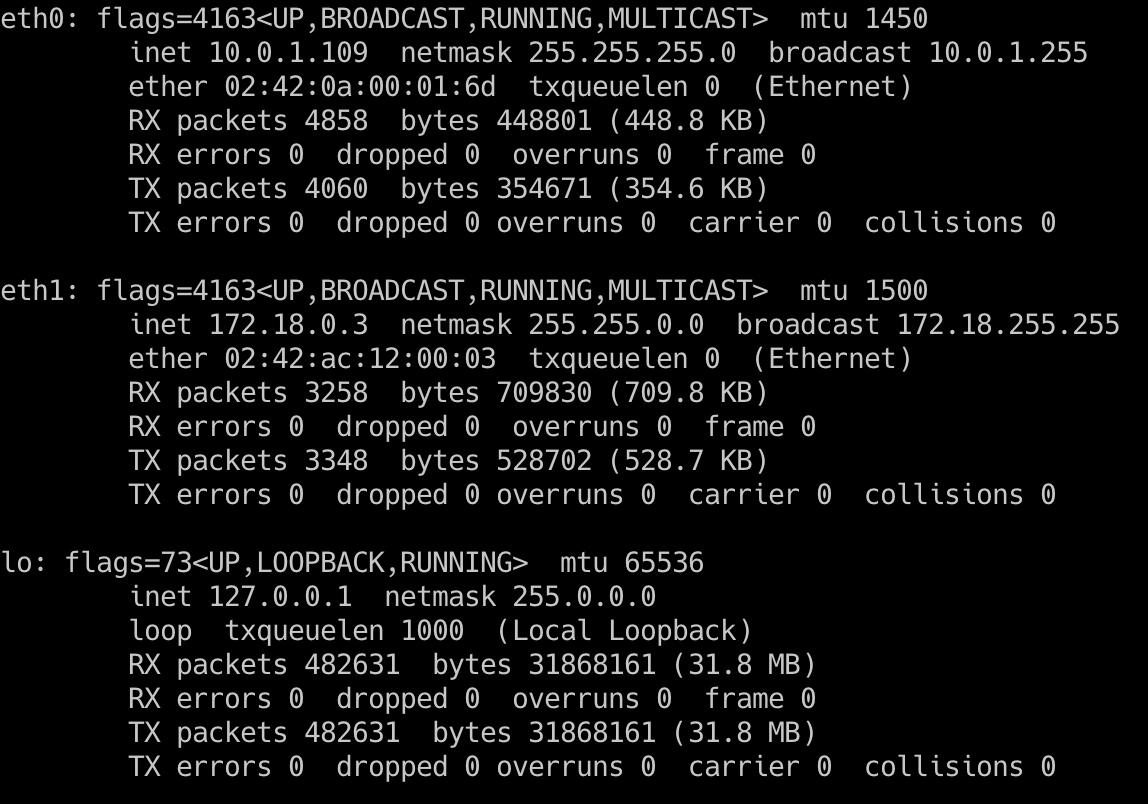 eth0: flags=4163<UP,BROADCAST,RUNNING,MULTICAST>  mtu 1450
        inet 10.0.1.109  netmask 255.255.255.0  broadcast 10.0.1.255
        ether 02:42:0a:00:01:6d  txqueuelen 0  (Ethernet)
        RX packets 4858  bytes 448801 (448.8 KB)
        RX errors 0  dropped 0  overruns 0  frame 0
        TX packets 4060  bytes 354671 (354.6 KB)
        TX errors 0  dropped 0 overruns 0  carrier 0  collisions 0

eth1: flags=4163<UP,BROADCAST,RUNNING,MULTICAST>  mtu 1500
        inet 172.18.0.3  netmask 255.255.0.0  broadcast 172.18.255.255
        ether 02:42:ac:12:00:03  txqueuelen 0  (Ethernet)
        RX packets 3258  bytes 709830 (709.8 KB)
        RX errors 0  dropped 0  overruns 0  frame 0
        TX packets 3348  bytes 528702 (528.7 KB)
        TX errors 0  dropped 0 overruns 0  carrier 0  collisions 0

lo: flags=73<UP,LOOPBACK,RUNNING>  mtu 65536
        inet 127.0.0.1  netmask 255.0.0.0
        loop  txqueuelen 1000  (Local Loopback)
        RX packets 482631  bytes 31868161 (31.8 MB)
        RX errors 0  dropped 0  overruns 0  frame 0
        TX packets 482631  bytes 31868161 (31.8 MB)
        TX errors 0  dropped 0 overruns 0  carrier 0  collisions 0